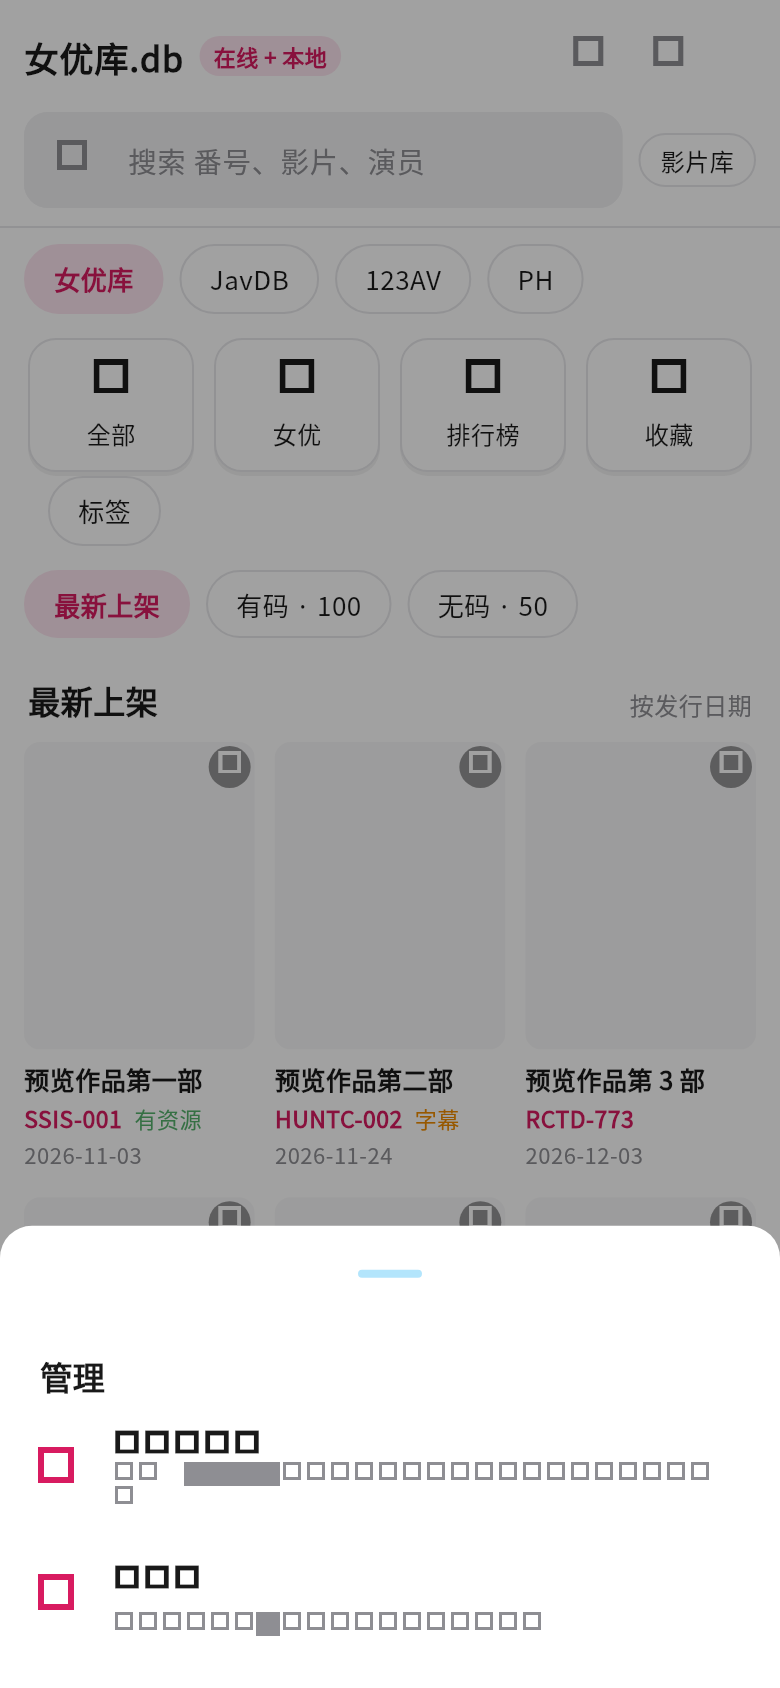 女优库.db
在线 + 本地
搜索 番号、影片、演员
影片库
女优库
JavDB
123AV
PH
全部
女优
排行榜
收藏
标签
最新上架
有码 · 100
无码 · 50
最新上架
按发行日期
预览作品第一部
SSIS-001 有资源
2026-11-03
预览作品第二部
HUNTC-002 字幕
2026-11-24
预览作品第 3 部
RCTD-773
2026-12-03
管理